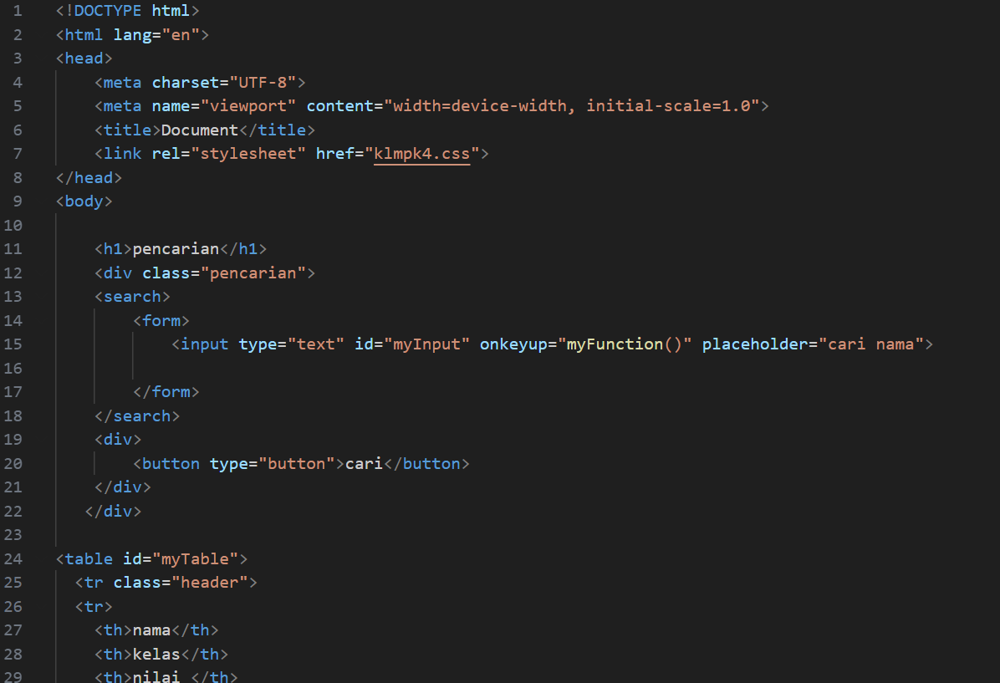 1 <!DOCTYPE html>
2 <html lang="en">
3 <head>
4     <meta charset="UTF-8">
5     <meta name="viewport" content="width=device-width, initial-scale=1.0">
6     <title>Document</title>
7     <link rel="stylesheet" href="klmpk4.css">
8 </head>
9 <body>
10
11     <h1>pencarian</h1>
12     <div class="pencarian">
13     <search>
14         <form>
15             <input type="text" id="myInput" onkeyup="myFunction()" placeholder="cari nama">
16
17         </form>
18     </search>
19     <div>
20         <button type="button">cari</button>
21     </div>
22    </div>
23
24 <table id="myTable">
25   <tr class="header">
26   <tr>
27     <th>nama</th>
28     <th>kelas</th>
29     <th>nilai </th>